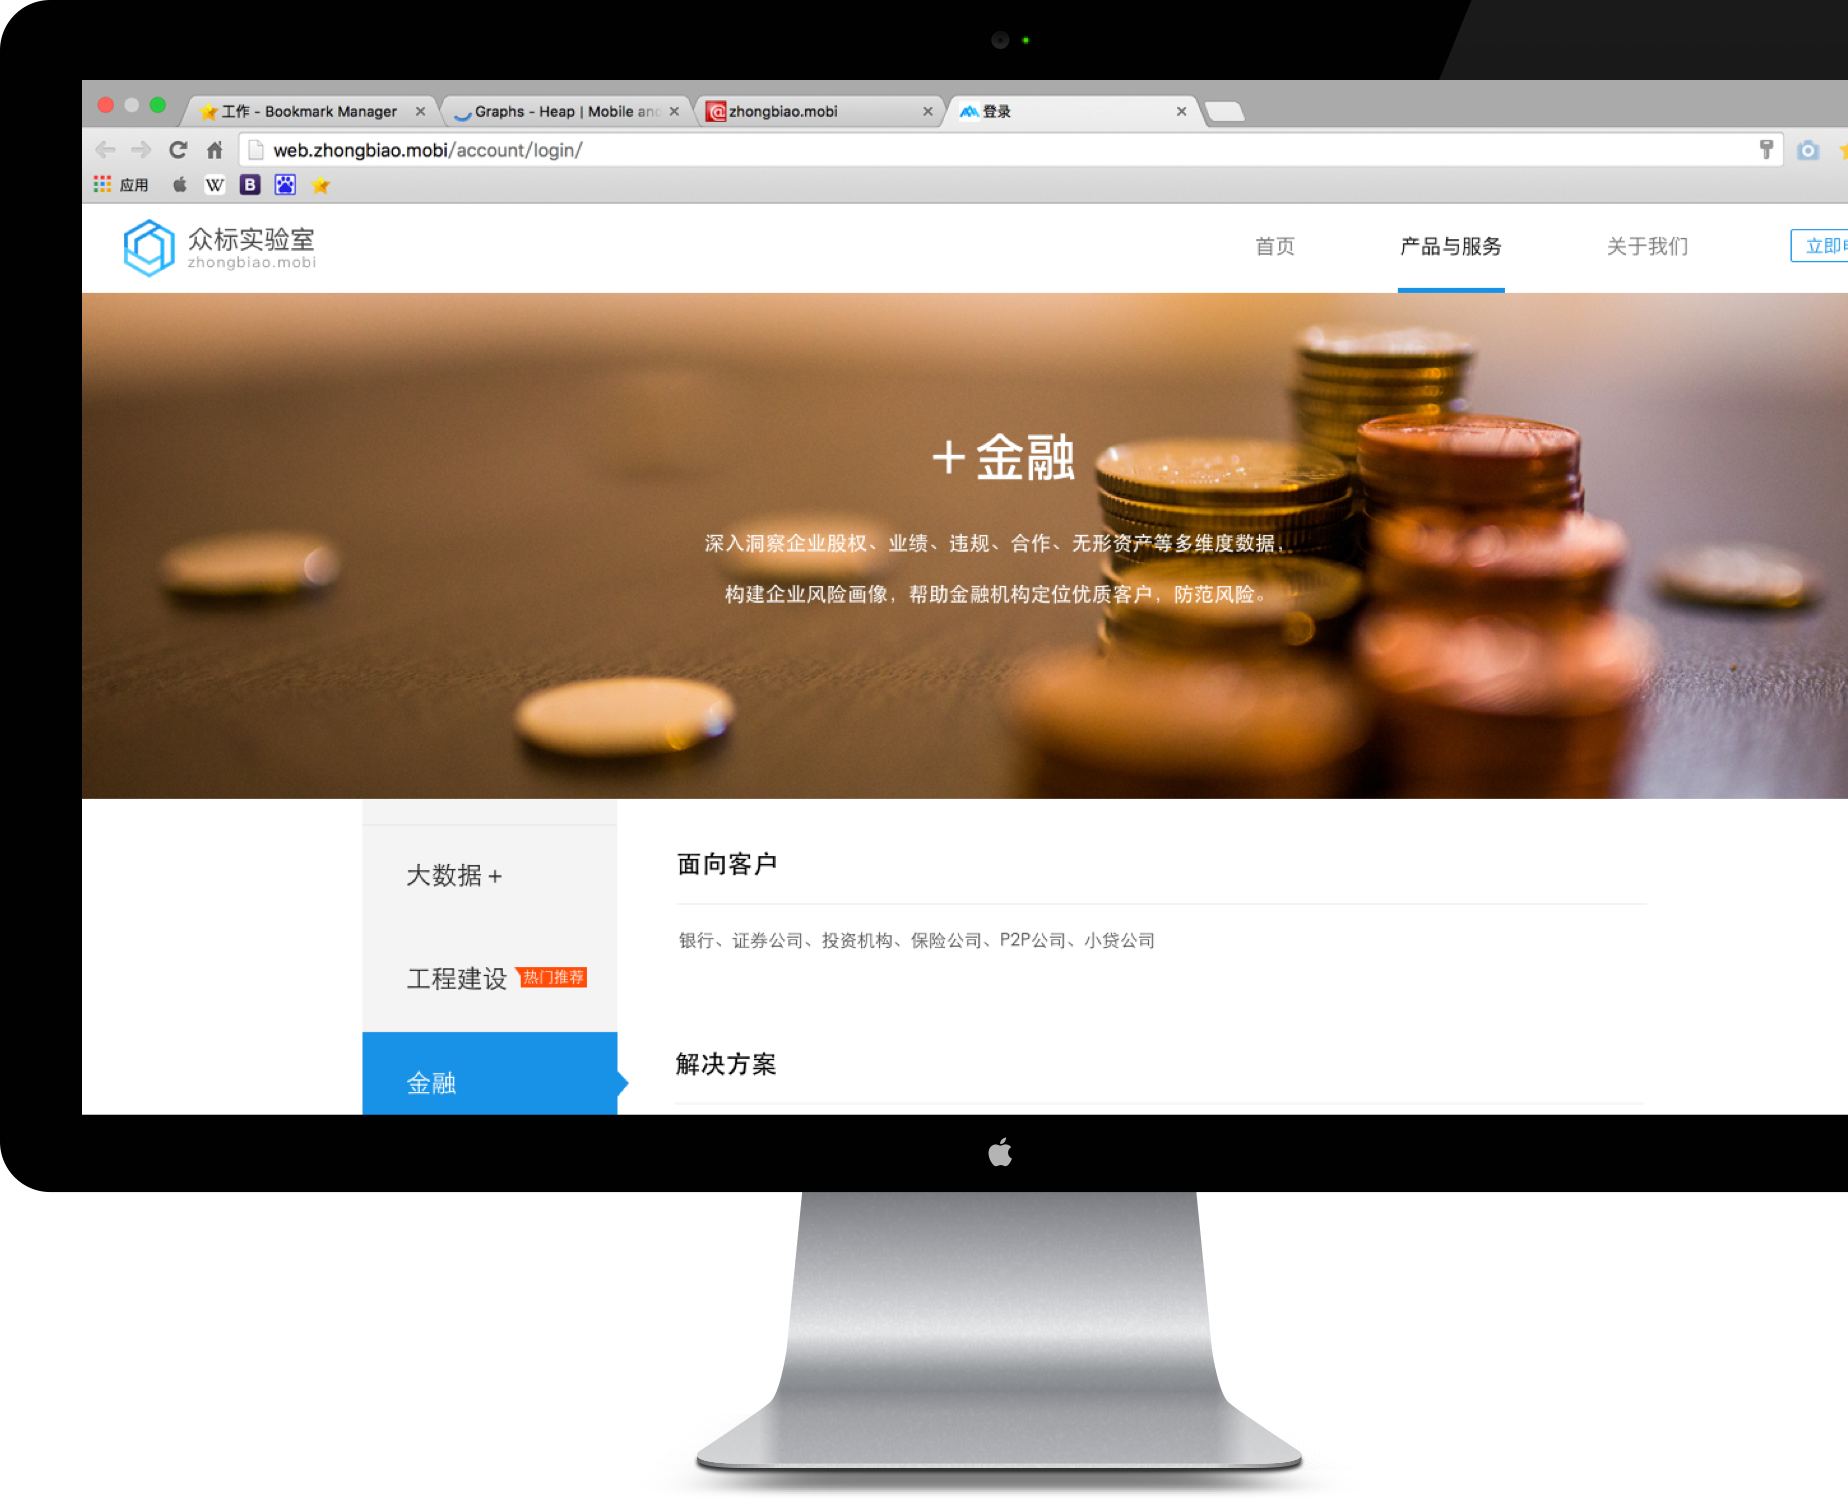 工作 - Bookmark Manager
Graphs - Heap | Mobile and
zhongbiao.mobi
登录
web.zhongbiao.mobi/account/login/
应用
W
B
众标实验室
zhongbiao.mobi
首页
产品与服务
关于我们
立即
+金融
深入洞察企业股权、业绩、违规、合作、无形资产等多维度数据，
构建企业风险画像，帮助金融机构定位优质客户，防范风险。
大数据 +
工程建设
热门推荐
金融
面向客户
银行、证券公司、投资机构、保险公司、P2P公司、小贷公司
解决方案